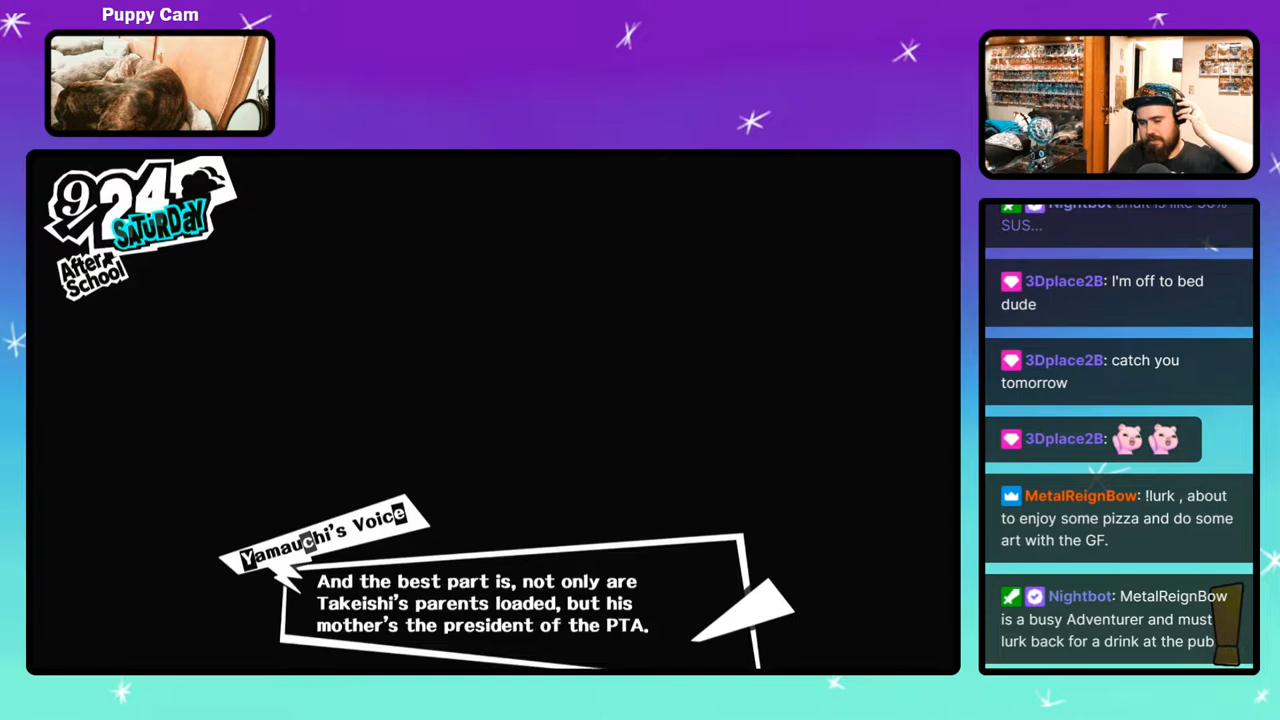 Puppy Cam
9/24
SATURDAY
After School
Yamauchi's Voice
And the best part is, not only are
Takeishi's parents loaded, but his
mother's the president of the PTA.
SUS...
3Dplace2B: I'm off to bed
dude
3Dplace2B: catch you
tomorrow
3Dplace2B:
MetalReignBow: !lurk , about
to enjoy some pizza and do some
art with the GF.
Nightbot: MetalReignBow
is a busy Adventurer and must
lurk back for a drink at the pub